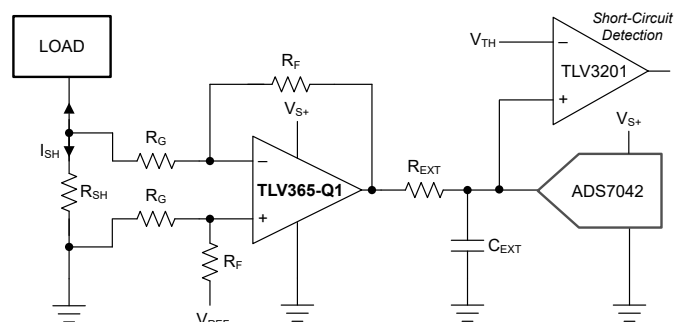 Short-Circuit
Detection
LOAD
V_TH
−
TLV3201
+
R_F
V_S+
I_SH
R_G
−
TLV365-Q1
+
R_EXT
V_S+
ADS7042
R_SH
R_G
R_F
C_EXT
V_REF